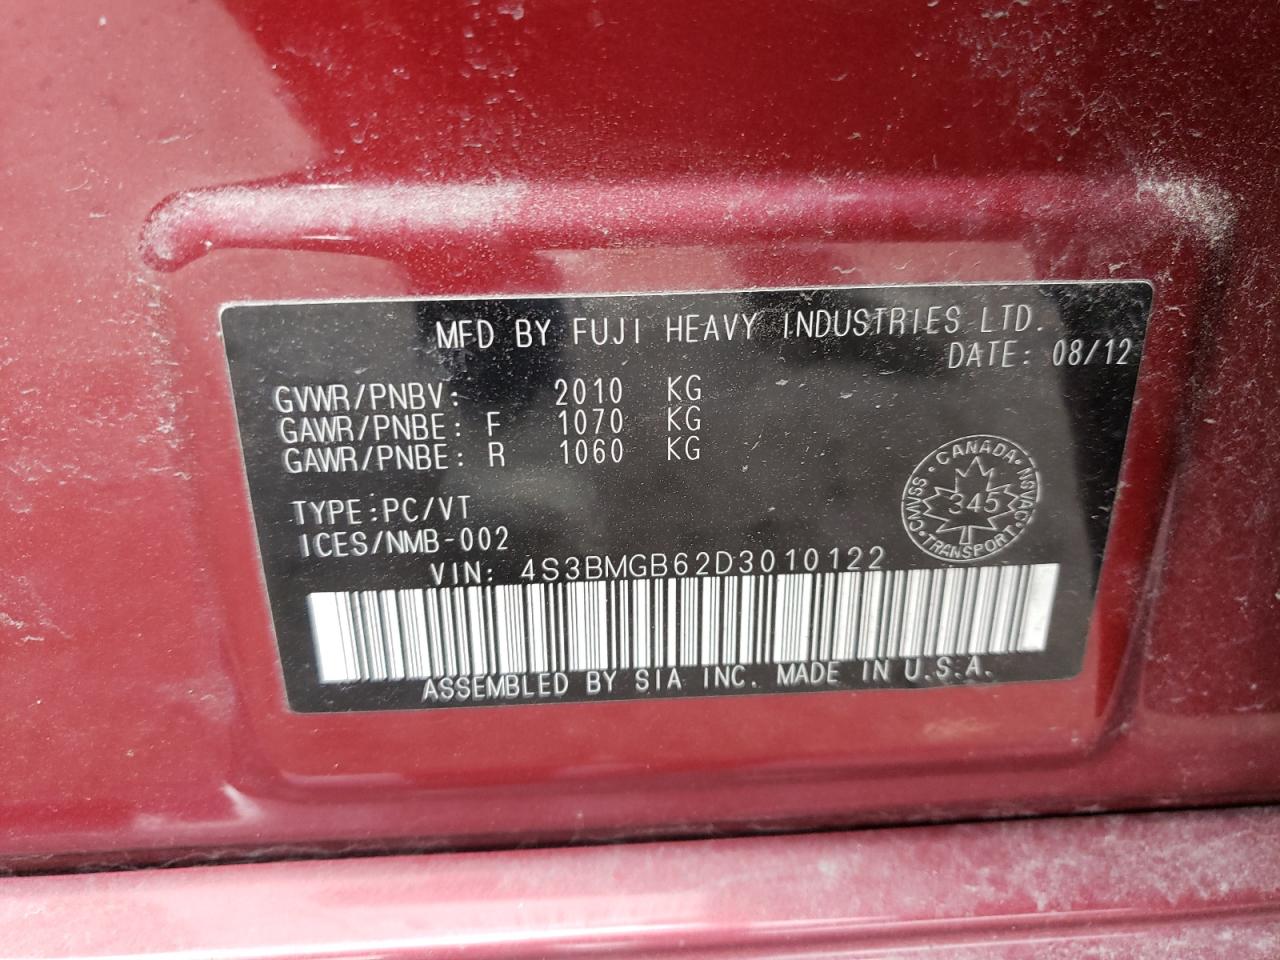 MFD BY FUJI HEAVY INDUSTRIES LTD.
DATE: 08/12
GVWR/PNBV: 2010 KG
GAWR/PNBE: F 1070 KG
GAWR/PNBE: R 1060 KG
TYPE:PC/VT
ICES/NMB-002
CANADA · NSVAC · TRANSPORT · CMVSS ·
345
VIN: 4S3BMGB62D3010122
ASSEMBLED BY SIA INC. MADE IN U.S.A.